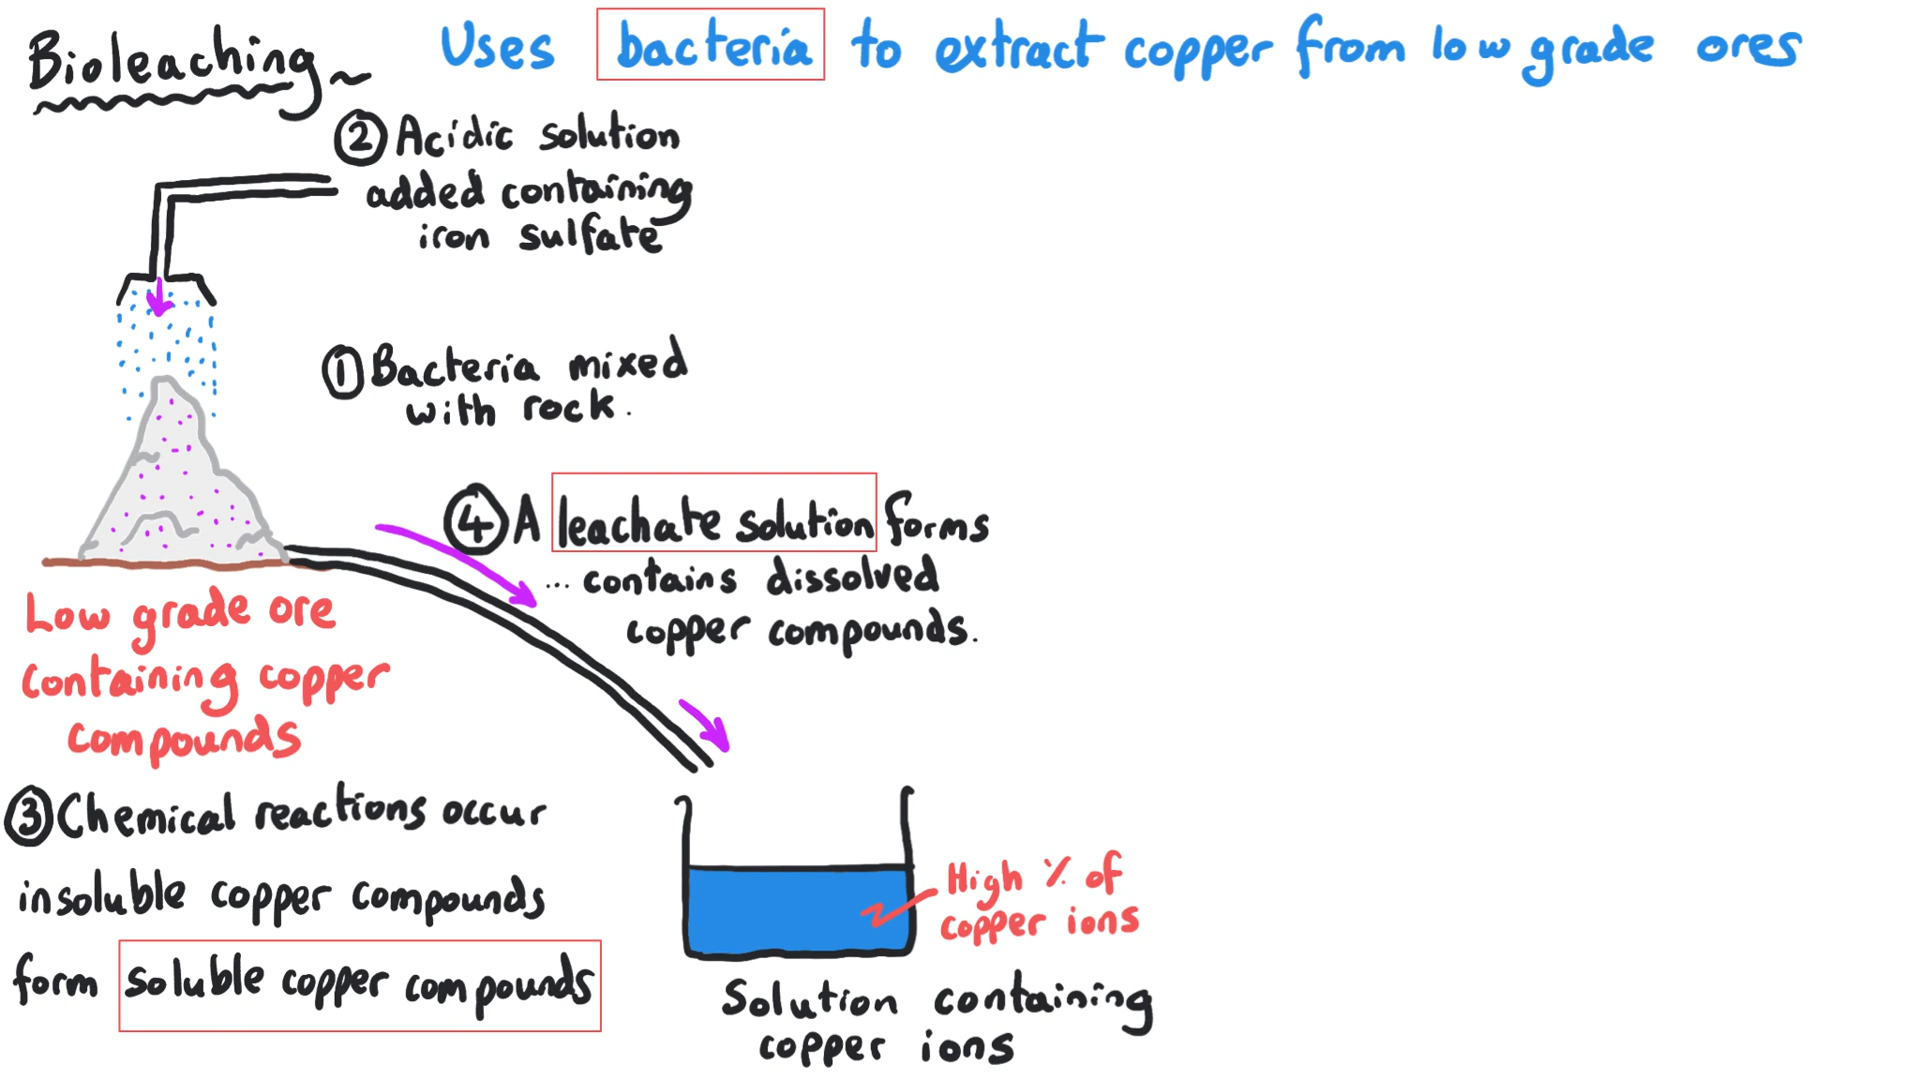 Bioleaching ~
Uses bacteria to extract copper from low grade ores
② Acidic solution
added containing
iron sulfate
① Bacteria mixed
with rock.
④ A leachate solution forms
... contains dissolved
copper compounds.
Low grade ore
containing copper
compounds
③ Chemical reactions occur
insoluble copper compounds
form soluble copper compounds
High % of
copper ions
Solution containing
copper ions